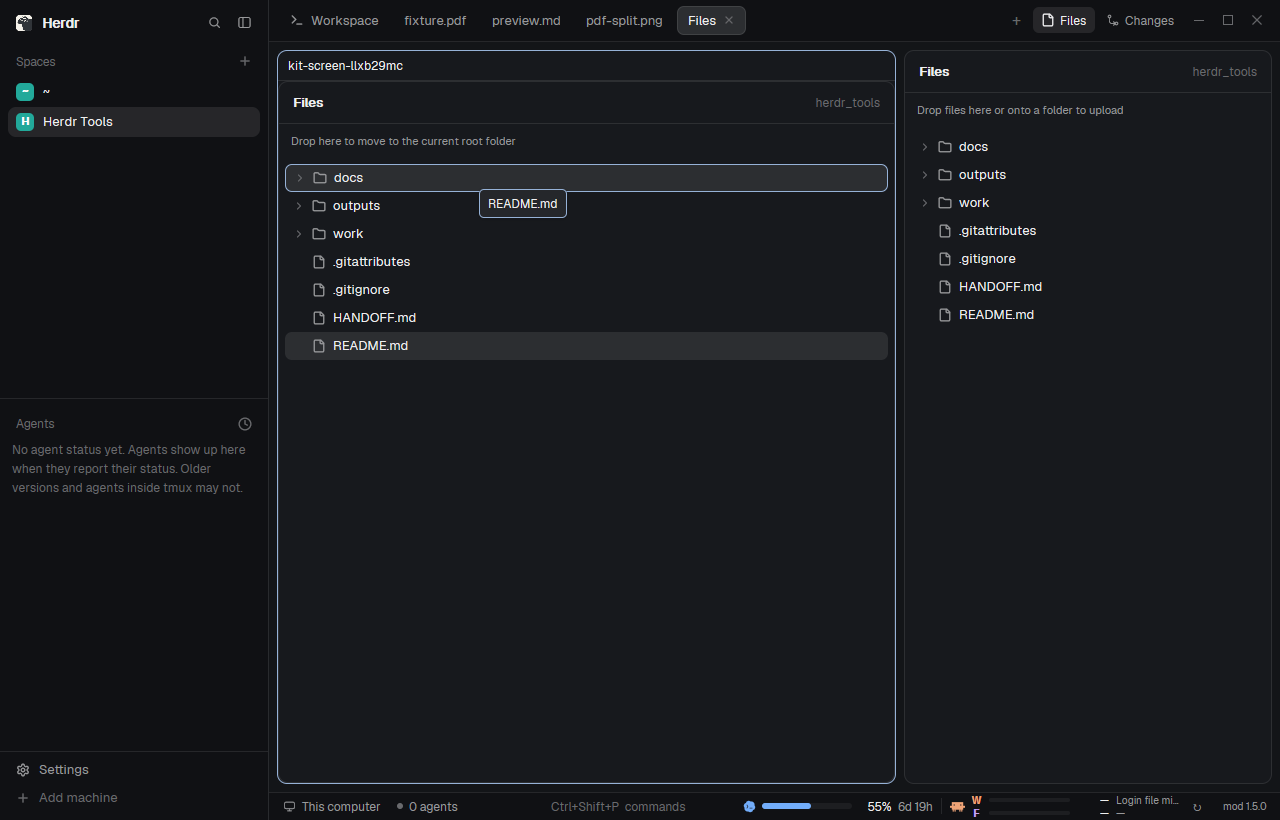 Herdr
Workspace
fixture.pdf
preview.md
pdf-split.png
Files
Files
Changes
Spaces
~
~
H Herdr Tools
Agents
No agent status yet. Agents show up here
when they report their status. Older
versions and agents inside tmux may not.
Settings
Add machine
kit-screen-llxb29mc
Files herdr_tools
Drop here to move to the current root folder
docs
README.md
outputs
work
.gitattributes
.gitignore
HANDOFF.md
README.md
Files herdr_tools
Drop files here or onto a folder to upload
docs
outputs
work
.gitattributes
.gitignore
HANDOFF.md
README.md
This computer
0 agents
Ctrl+Shift+P commands
55% 6d 19h
W
F
— Login file mi…
— —
mod 1.5.0